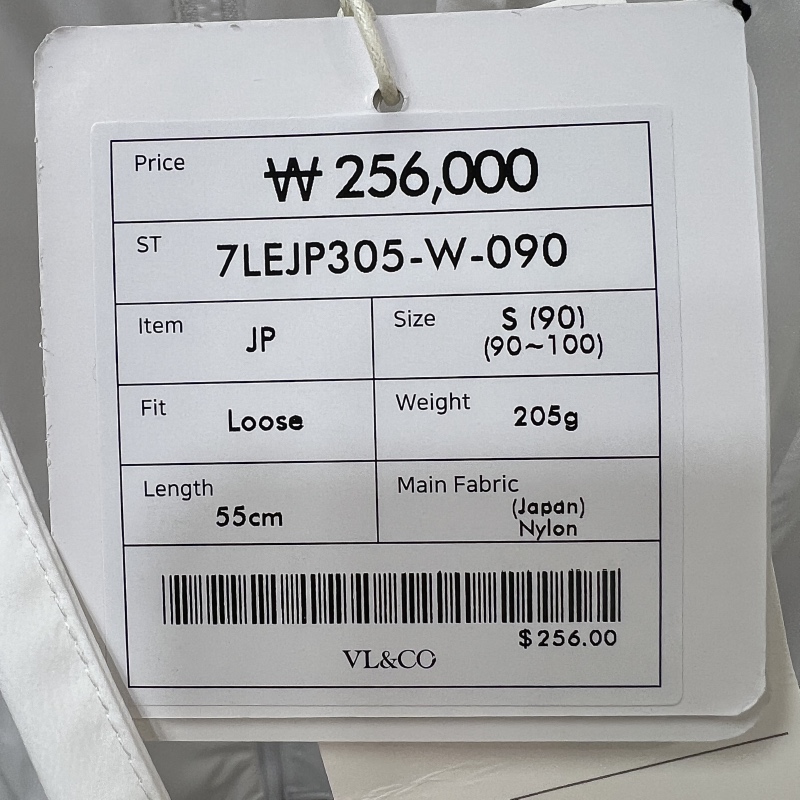 Price ₩ 256,000
ST 7LEJP305-W-090
Item JP Size S (90)
(90~100)
Fit Loose Weight 205g
Length 55cm Main Fabric (Japan)
Nylon
$256.00
VL&CO